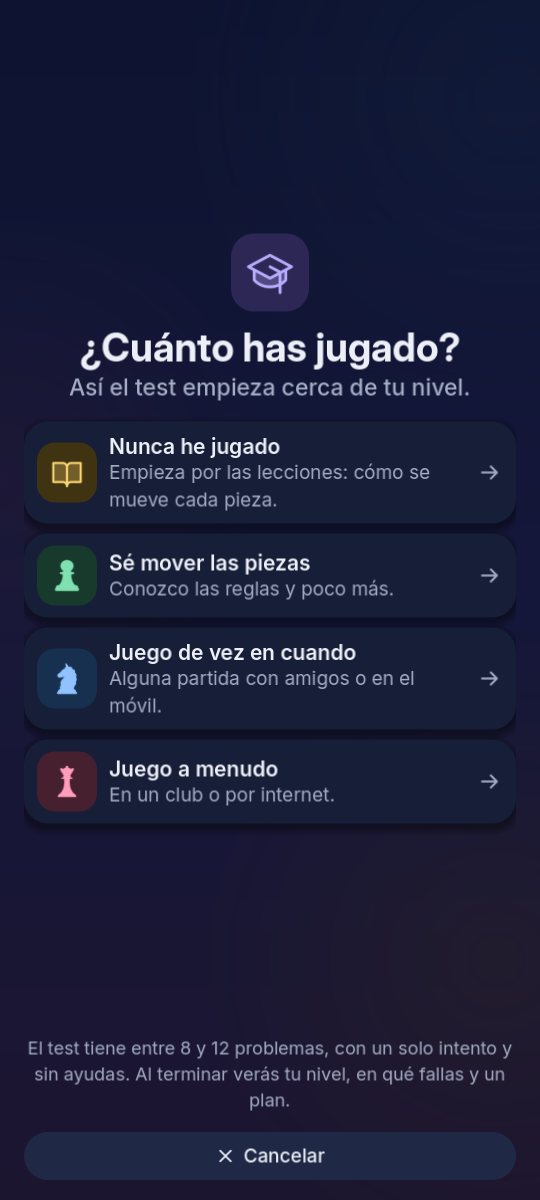 ¿Cuánto has jugado?
Así el test empieza cerca de tu nivel.
Nunca he jugado
Empieza por las lecciones: cómo se
mueve cada pieza.
Sé mover las piezas
Conozco las reglas y poco más.
Juego de vez en cuando
Alguna partida con amigos o en el
móvil.
Juego a menudo
En un club o por internet.
El test tiene entre 8 y 12 problemas, con un solo intento y
sin ayudas. Al terminar verás tu nivel, en qué fallas y un
plan.
Cancelar